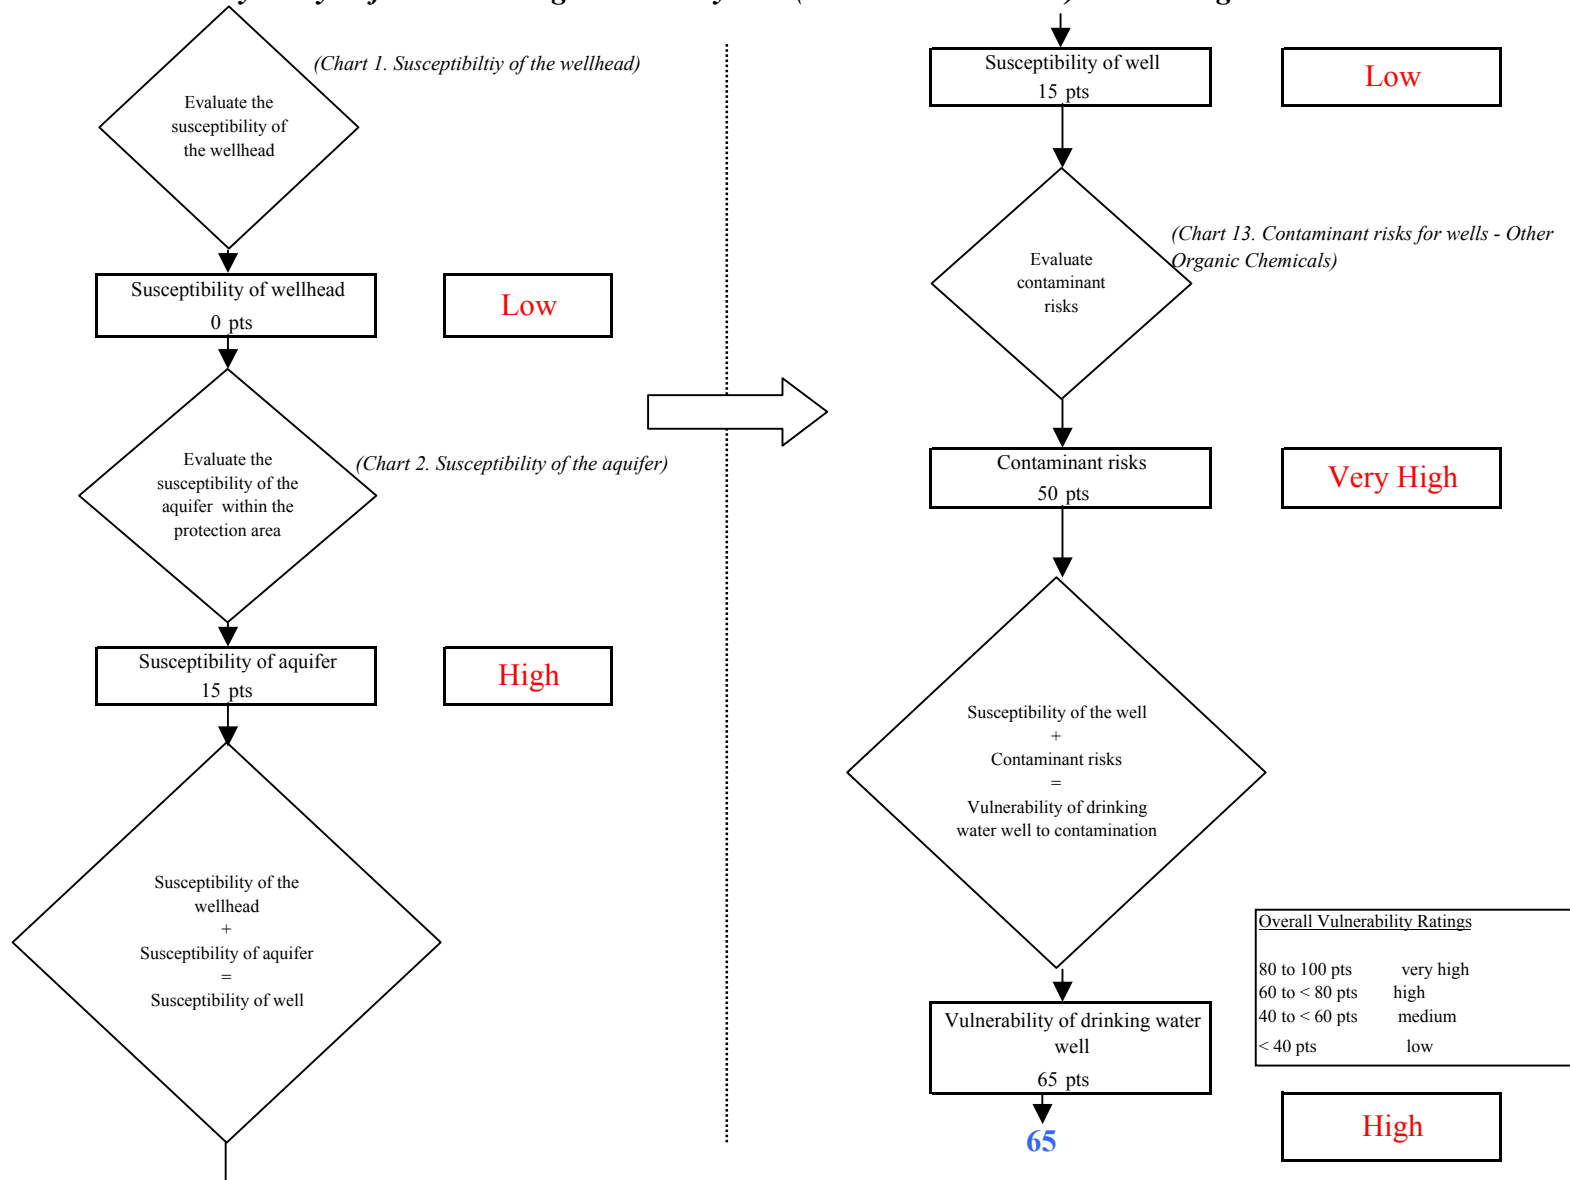 (Chart 1. Susceptibiltiy of the wellhead)
Evaluate the
susceptibility of
the wellhead
Susceptibility of wellhead
0 pts
Low
Evaluate the
susceptibility of the
aquifer within the
protection area
(Chart 2. Susceptibility of the aquifer)
Susceptibility of aquifer
15 pts
High
Susceptibility of the
wellhead
+
Susceptibility of aquifer
=
Susceptibility of well
Susceptibility of well
15 pts
Low
(Chart 13. Contaminant risks for wells - Other
Organic Chemicals)
Evaluate
contaminant
risks
Contaminant risks
50 pts
Very High
Susceptibility of the well
+
Contaminant risks
=
Vulnerability of drinking
water well to contamination
Overall Vulnerability Ratings
80 to 100 pts very high
60 to < 80 pts high
40 to < 60 pts medium
< 40 pts low
Vulnerability of drinking water
well
65 pts
65
High